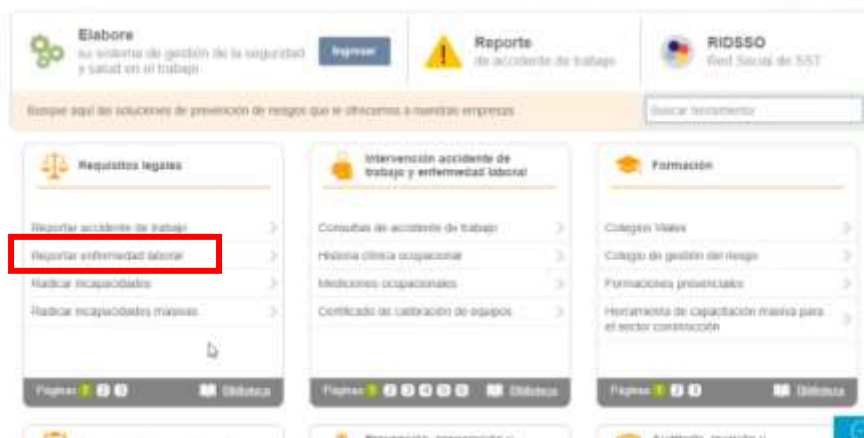 Elabore
su sistema de gestión de la seguridad
y salud en el trabajo
Ingresar
Reporte
de accidente de trabajo
RIDSSO
Red Social de SST
Busque aquí las soluciones de prevención de riesgos que le ofrecemos a nuestras empresas
Buscar herramienta
Requisitos legales
Reportar accidente de trabajo
Reportar enfermedad laboral
Radicar incapacidades
Radicar incapacidades masivas
Páginas 1 2 3
Biblioteca
Intervención accidente de
trabajo y enfermedad laboral
Consultas de accidente de trabajo
Historia clínica ocupacional
Mediciones ocupacionales
Certificado de calibración de equipos
Páginas 1 2 3 4 5 6
Biblioteca
Formación
Colegios Viales
Colegio de gestión del riesgo
Formaciones presenciales
Herramienta de capacitación masiva para
el sector construcción
Páginas 1 2 3
Biblioteca